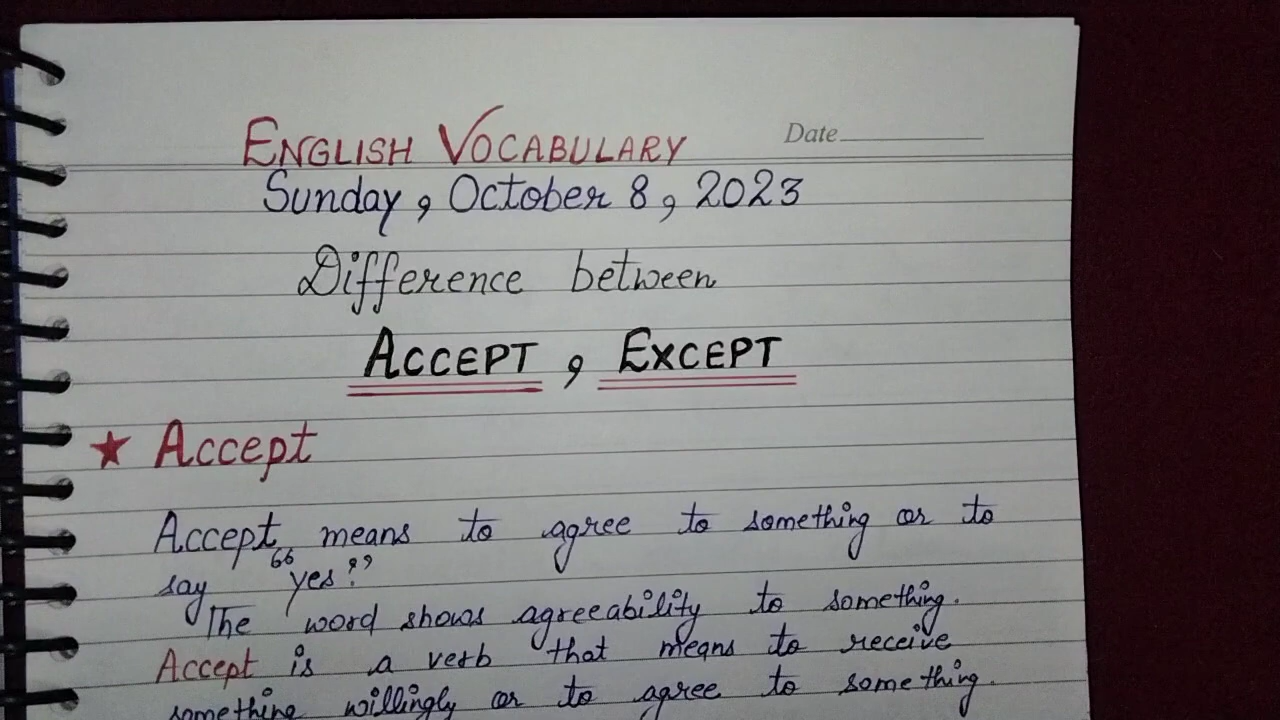 ENGLISH VOCABULARY
Date
Sunday, October 8, 2023
Difference between
ACCEPT, EXCEPT
★ Accept
Accept means to agree to something or to
say "yes."
The word shows agreeability to something.
Accept is a verb that means to receive
something willingly or to agree to something.